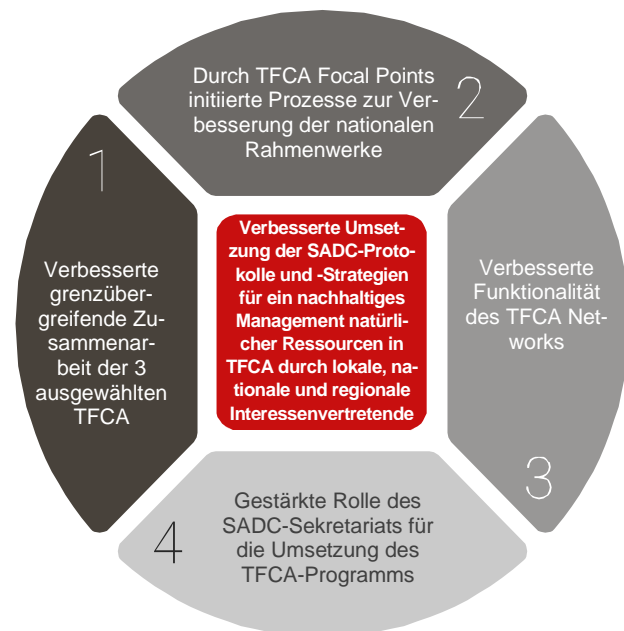 1
Verbesserte
grenzüber-
greifende Zu-
sammenar-
beit der 3
ausgewählten
TFCA
Durch TFCA Focal Points
initiierte Prozesse zur Ver-
besserung der nationalen
Rahmenwerke
2
Verbesserte
Funktionalität
des TFCA Net-
works
3
4
Gestärkte Rolle des
SADC-Sekretariats für
die Umsetzung des
TFCA-Programms
Verbesserte Umset-
zung der SADC-Proto-
kolle und -Strategien
für ein nachhaltiges
Management natürli-
cher Ressourcen in
TFCA durch lokale, na-
tionale und regionale
Interessenvertretende